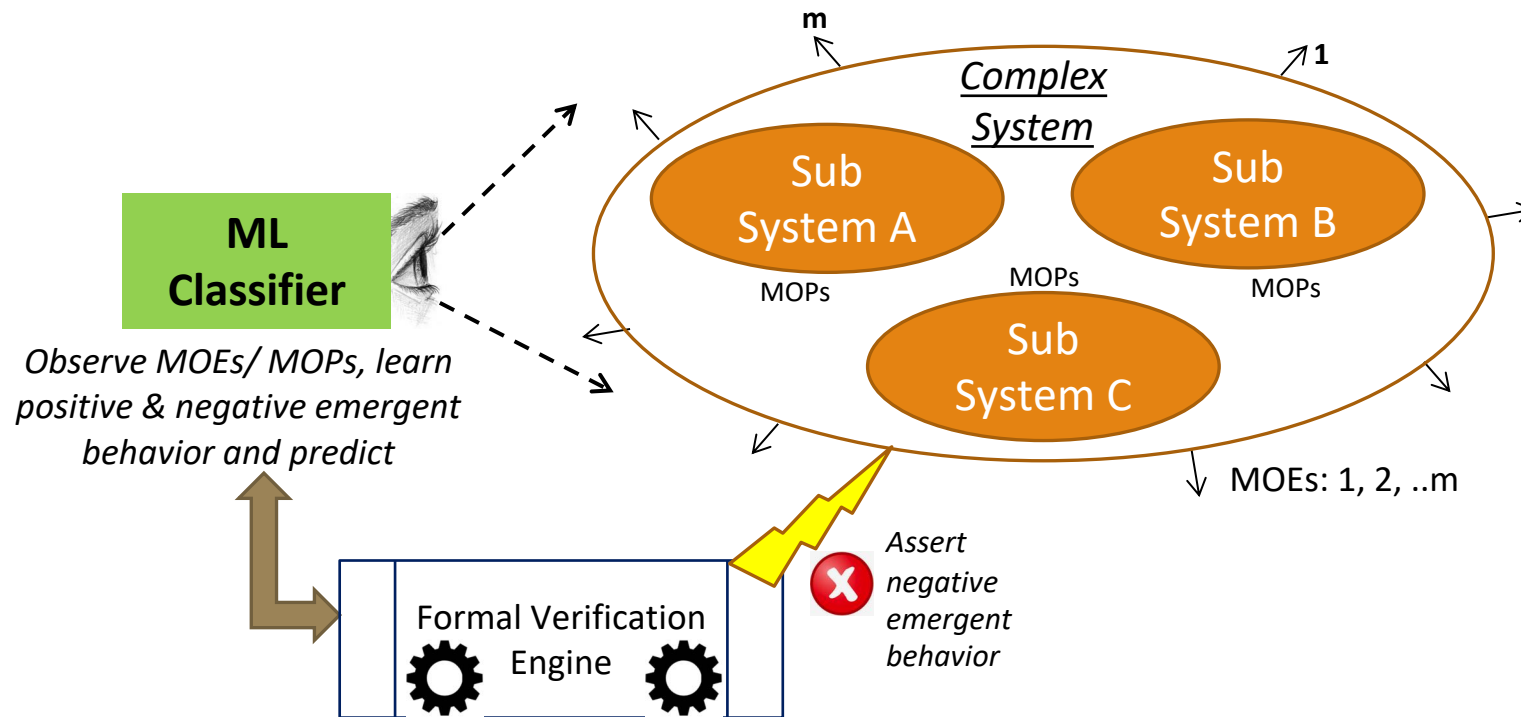 m
1
Complex
System
Sub
System A
Sub
System B
MOPs
MOPs
MOPs
Sub
System C
ML
Classifier
Observe MOEs/ MOPs, learn
positive & negative emergent
behavior and predict
MOEs: 1, 2, ..m
Assert
negative
emergent
behavior
Formal Verification
Engine